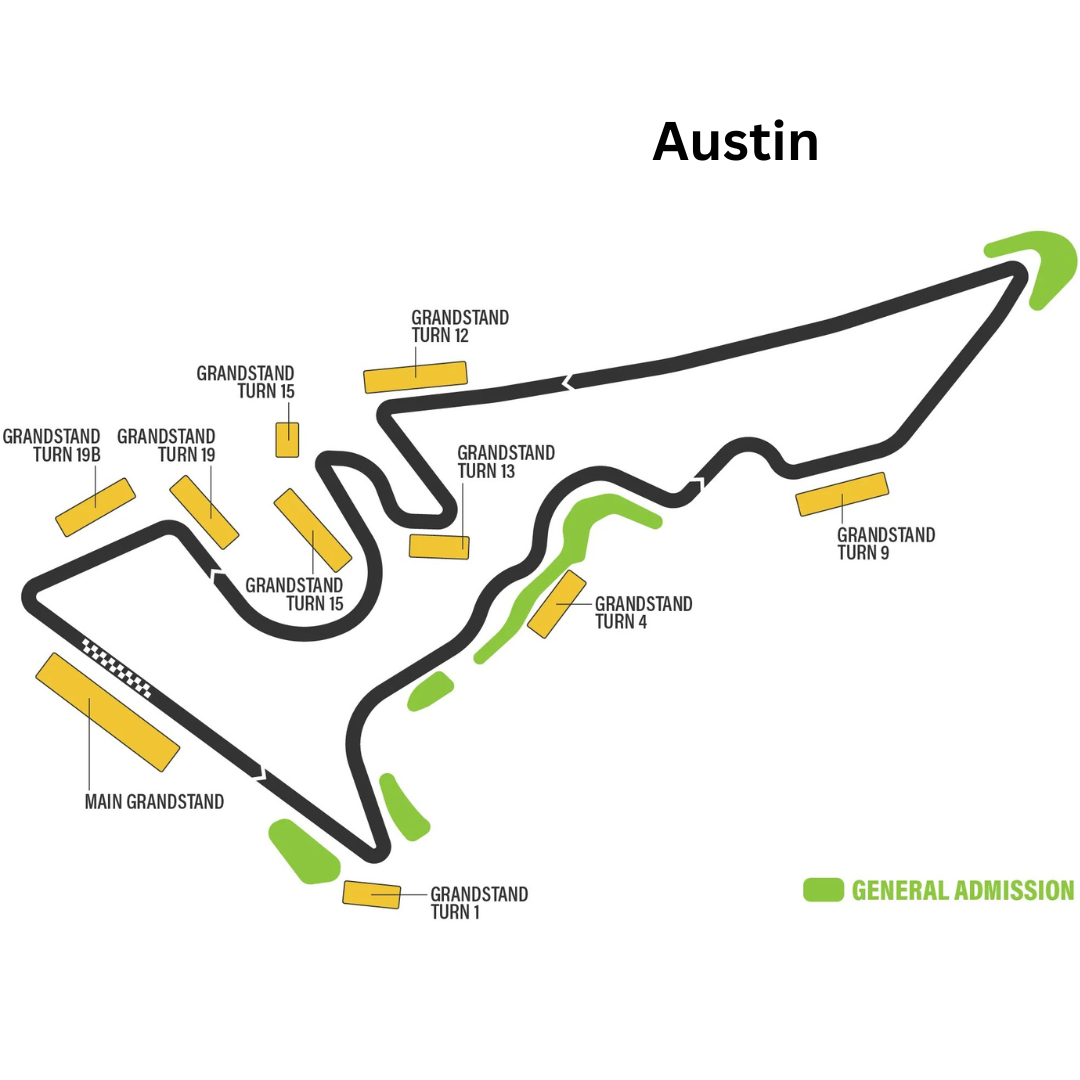 Austin
GRANDSTAND
TURN 12
GRANDSTAND
TURN 15
GRANDSTAND
TURN 19B
GRANDSTAND
TURN 19
GRANDSTAND
TURN 13
GRANDSTAND
TURN 9
GRANDSTAND
TURN 15
GRANDSTAND
TURN 4
MAIN GRANDSTAND
GRANDSTAND
TURN 1
GENERAL ADMISSION